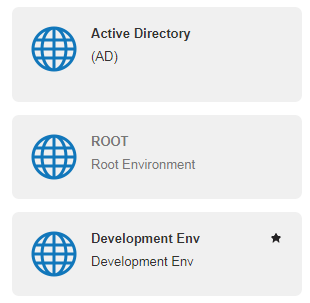 Active Directory
(AD)
ROOT
Root Environment
Development Env
Development Env